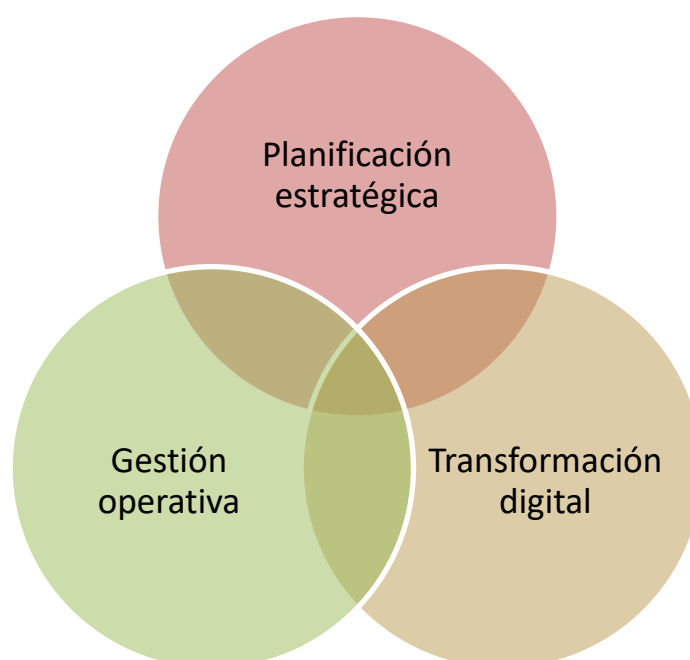 Planificación
estratégica
Gestión
operativa
Transformación
digital